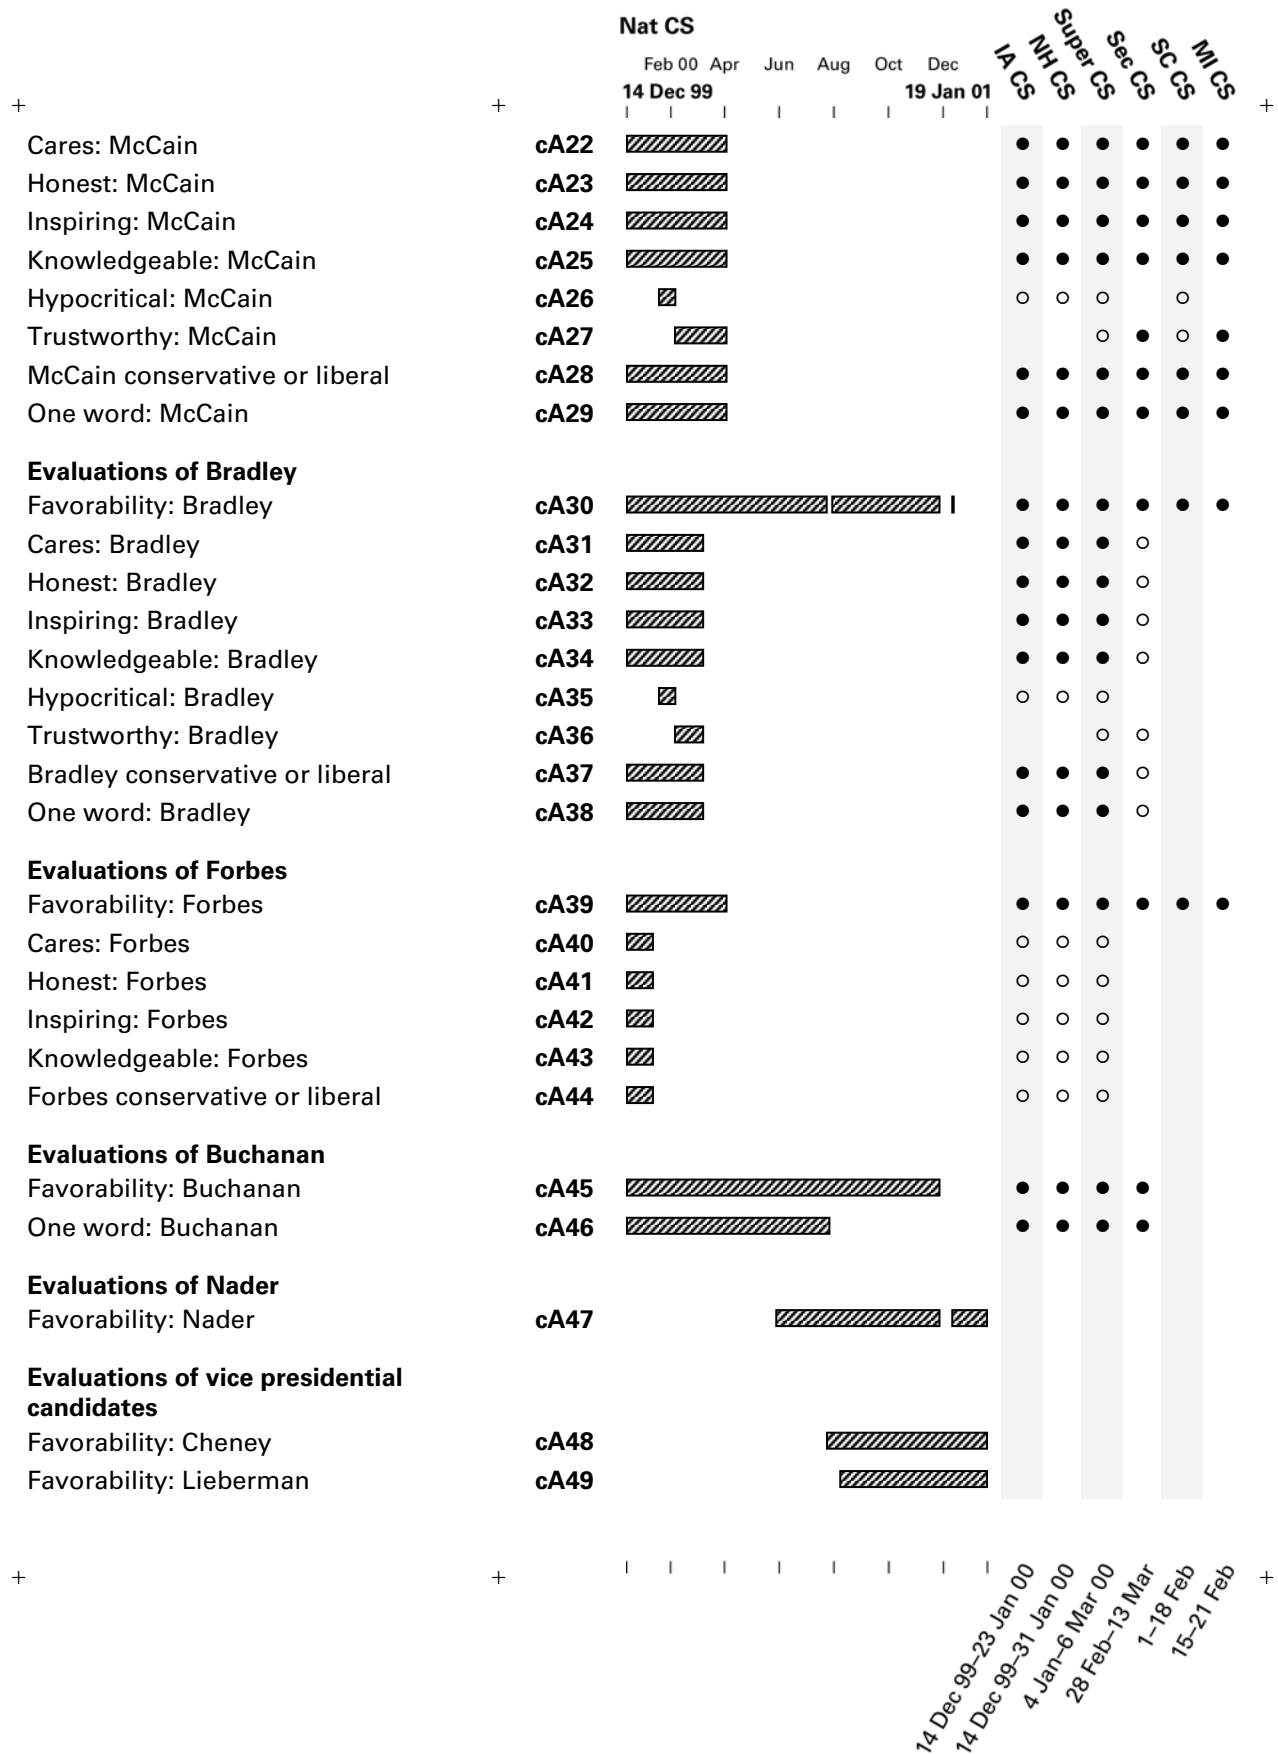 Nat CS
Feb 00 Apr Jun Aug Oct Dec
14 Dec 99 19 Jan 01
IA CS NH CS Super CS Sec CS SC CS MI CS
Cares: McCain cA22
Honest: McCain cA23
Inspiring: McCain cA24
Knowledgeable: McCain cA25
Hypocritical: McCain cA26
Trustworthy: McCain cA27
McCain conservative or liberal cA28
One word: McCain cA29
Evaluations of Bradley
Favorability: Bradley cA30
Cares: Bradley cA31
Honest: Bradley cA32
Inspiring: Bradley cA33
Knowledgeable: Bradley cA34
Hypocritical: Bradley cA35
Trustworthy: Bradley cA36
Bradley conservative or liberal cA37
One word: Bradley cA38
Evaluations of Forbes
Favorability: Forbes cA39
Cares: Forbes cA40
Honest: Forbes cA41
Inspiring: Forbes cA42
Knowledgeable: Forbes cA43
Forbes conservative or liberal cA44
Evaluations of Buchanan
Favorability: Buchanan cA45
One word: Buchanan cA46
Evaluations of Nader
Favorability: Nader cA47
Evaluations of vice presidential
candidates
Favorability: Cheney cA48
Favorability: Lieberman cA49
14 Dec 99–23 Jan 00
14 Dec 99–31 Jan 00
4 Jan–6 Mar 00
28 Feb–13 Mar
1–18 Feb
15–21 Feb